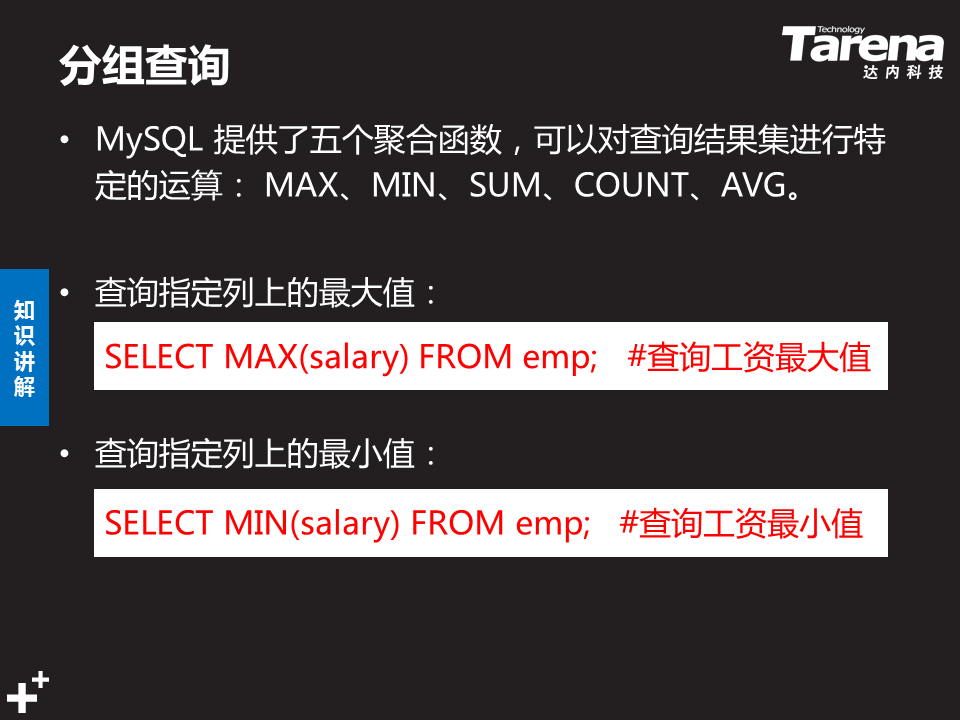 分组查询
Technology
Tarena
达内科技
• MySQL 提供了五个聚合函数，可以对查询结果集进行特
定的运算： MAX、MIN、SUM、COUNT、AVG。
• 查询指定列上的最大值：
SELECT MAX(salary) FROM emp; #查询工资最大值
知识讲解
• 查询指定列上的最小值：
SELECT MIN(salary) FROM emp; #查询工资最小值